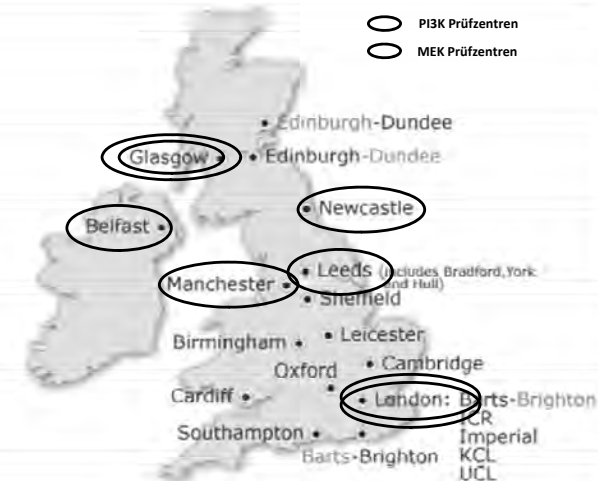 PI3K Prüfzentren
MEK Prüfzentren
Edinburgh-Dundee
Glasgow
Edinburgh-Dundee
Newcastle
Belfast
Leeds (includes Bradford, York
and Hull)
Manchester
Sheffield
Leicester
Birmingham
Cambridge
Oxford
Cardiff
London: Barts-Brighton
ICR
Southampton
Imperial
Barts-Brighton
KCL
UCL